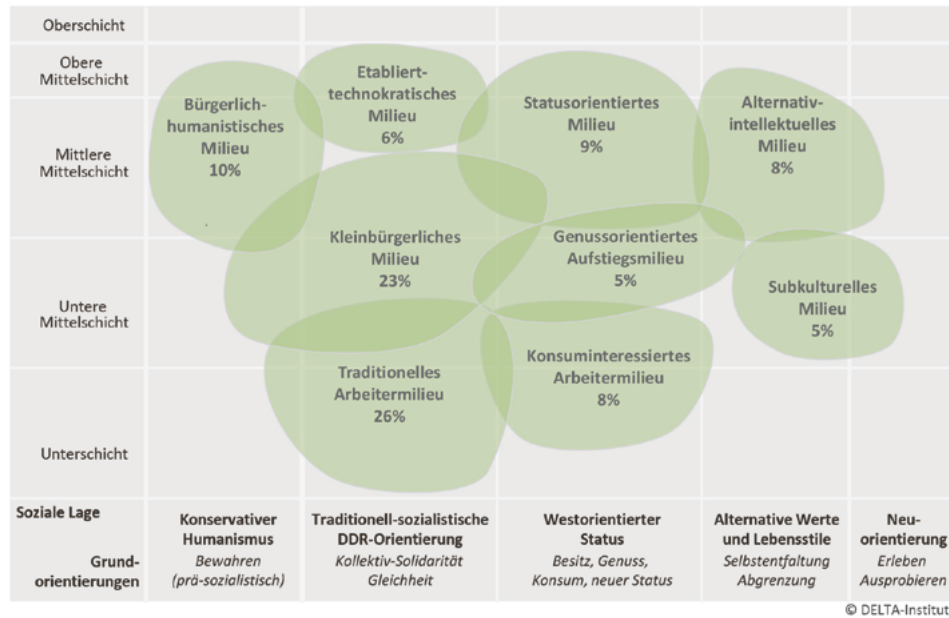 Oberschicht
Obere
Mittelschicht
Etabliert-
technokratisches
Milieu
6%
Bürgerlich-
humanistisches
Milieu
10%
Statusorientiertes
Milieu
9%
Alternativ-
intellektuelles
Milieu
8%
Mittlere
Mittelschicht
Kleinbürgerliches
Milieu
23%
Genussorientiertes
Aufstiegsmilieu
5%
Untere
Mittelschicht
Subkulturelles
Milieu
5%
Traditionelles
Arbeitermilieu
26%
Konsuminteressiertes
Arbeitermilieu
8%
Unterschicht
Soziale Lage
Grund-
orientierungen
Konservativer
Humanismus
Bewahren
(prä-sozialistisch)
Traditionell-sozialistische
DDR-Orientierung
Kollektiv-Solidarität
Gleichheit
Westorientierter
Status
Besitz, Genuss,
Konsum, neuer Status
Alternative Werte
und Lebensstile
Selbstentfaltung
Abgrenzung
Neu-
orientierung
Erleben
Ausprobieren
© DELTA-Institut